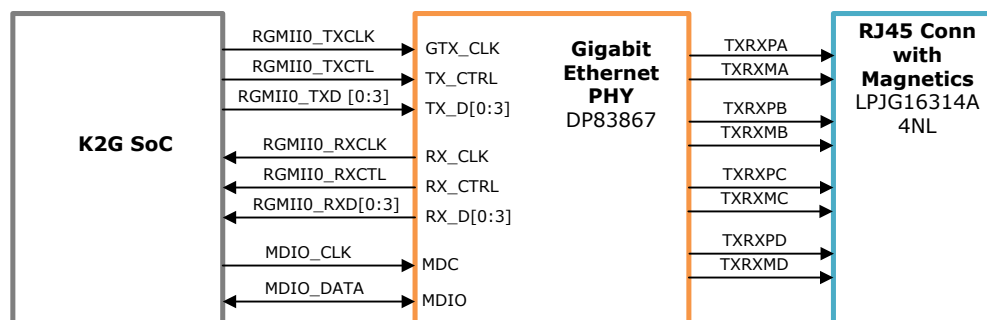 K2G SoC
RGMII0_TXCLK
RGMII0_TXCTL
RGMII0_TXD [0:3]
RGMII0_RXCLK
RGMII0_RXCTL
RGMII0_RXD[0:3]
MDIO_CLK
MDIO_DATA
GTX_CLK
TX_CTRL
TX_D[0:3]
RX_CLK
RX_CTRL
RX_D[0:3]
MDC
MDIO
Gigabit
Ethernet
PHY
DP83867
TXRXPA
TXRXMA
TXRXPB
TXRXMB
TXRXPC
TXRXMC
TXRXPD
TXRXMD
RJ45 Conn
with
Magnetics
LPJG16314A
4NL